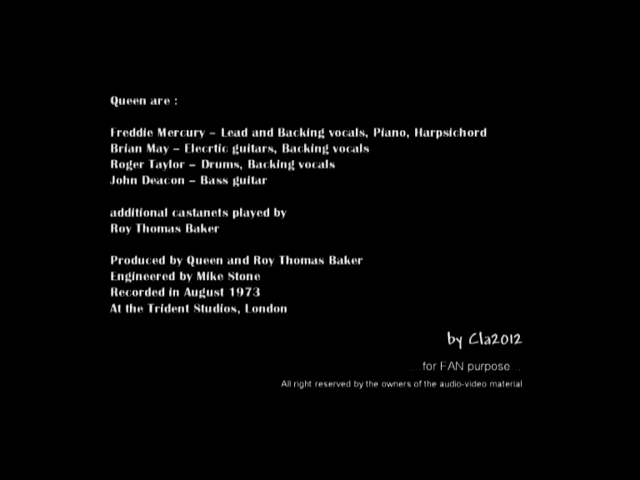 Queen are :
Freddie Mercury – Lead and Backing vocals, Piano, Harpsichord
Brian May – Elecrtic guitars, Backing vocals
Roger Taylor – Drums, Backing vocals
John Deacon – Bass guitar
additional castanets played by
Roy Thomas Baker
Produced by Queen and Roy Thomas Baker
Engineered by Mike Stone
Recorded in August 1973
At the Trident Studios, London
by Cla2012
...for FAN purpose...
All right reserved by the owners of the audio-video material